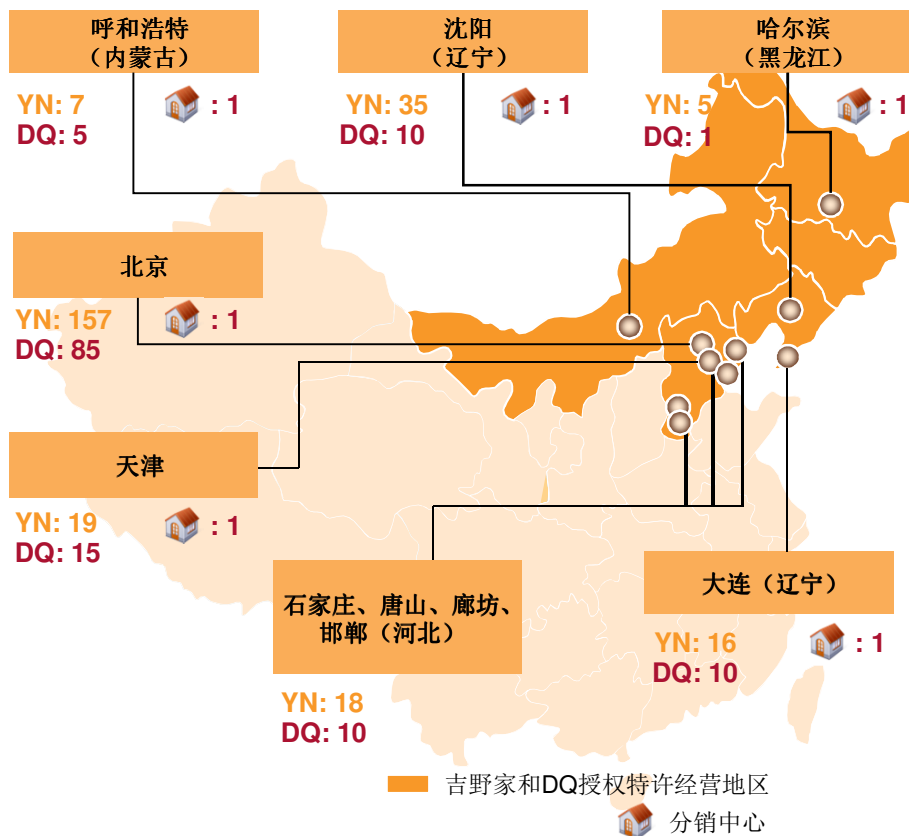 呼和浩特
（内蒙古）
YN: 7
DQ: 5
: 1
沈阳
（辽宁）
YN: 35
DQ: 10
: 1
哈尔滨
（黑龙江）
YN: 5
DQ: 1
: 1
北京
YN: 157
DQ: 85
: 1
天津
YN: 19
DQ: 15
: 1
石家庄、唐山、廊坊、
邯郸（河北）
YN: 18
DQ: 10
大连（辽宁）
YN: 16
DQ: 10
: 1
吉野家和DQ授权特许经营地区
分销中心